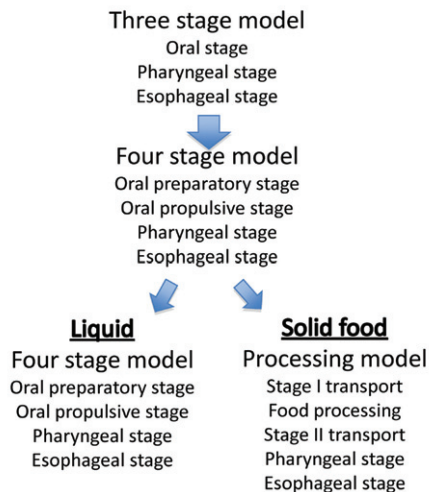 Three stage model
Oral stage
Pharyngeal stage
Esophageal stage
Four stage model
Oral preparatory stage
Oral propulsive stage
Pharyngeal stage
Esophageal stage
Liquid
Four stage model
Oral preparatory stage
Oral propulsive stage
Pharyngeal stage
Esophageal stage
Solid food
Processing model
Stage I transport
Food processing
Stage II transport
Pharyngeal stage
Esophageal stage